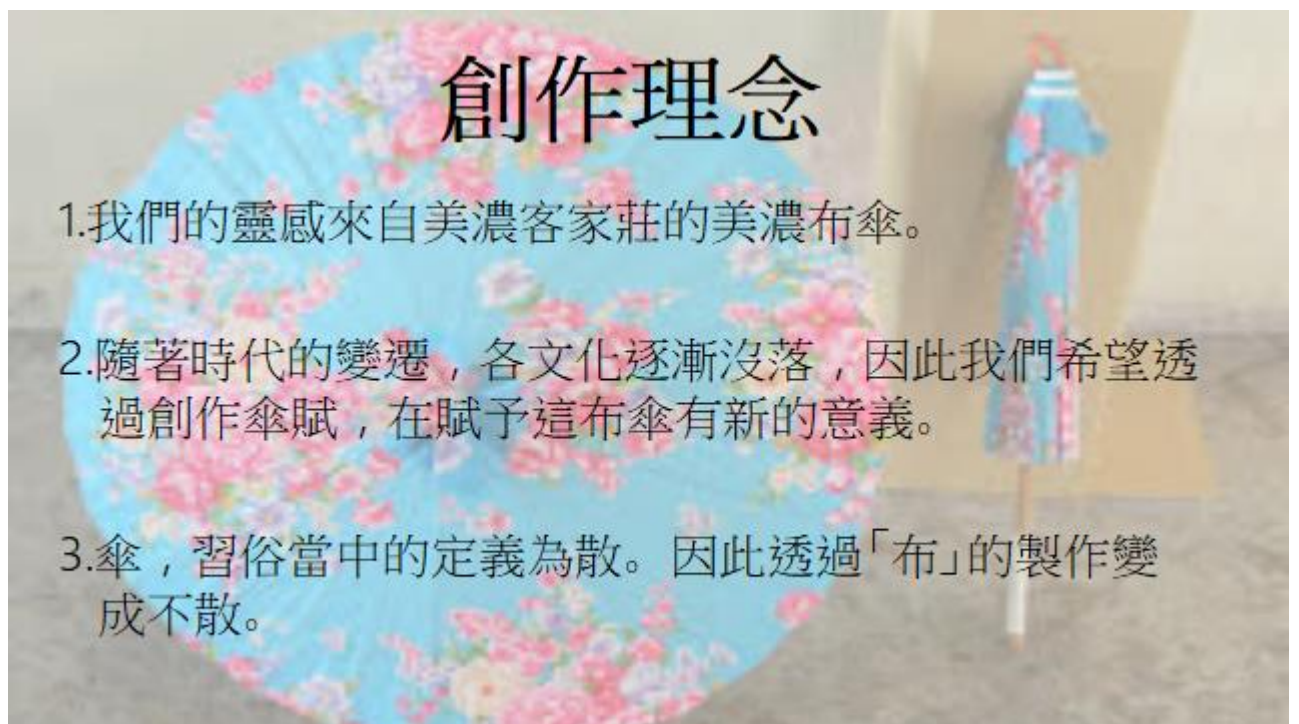 創作理念
1.我們的靈感來自美濃客家莊的美濃布傘。
2.隨著時代的變遷，各文化逐漸沒落，因此我們希望透
過創作傘賦，在賦予這布傘有新的意義。
3.傘，習俗當中的定義為散。因此透過「布」的製作變
成不散。